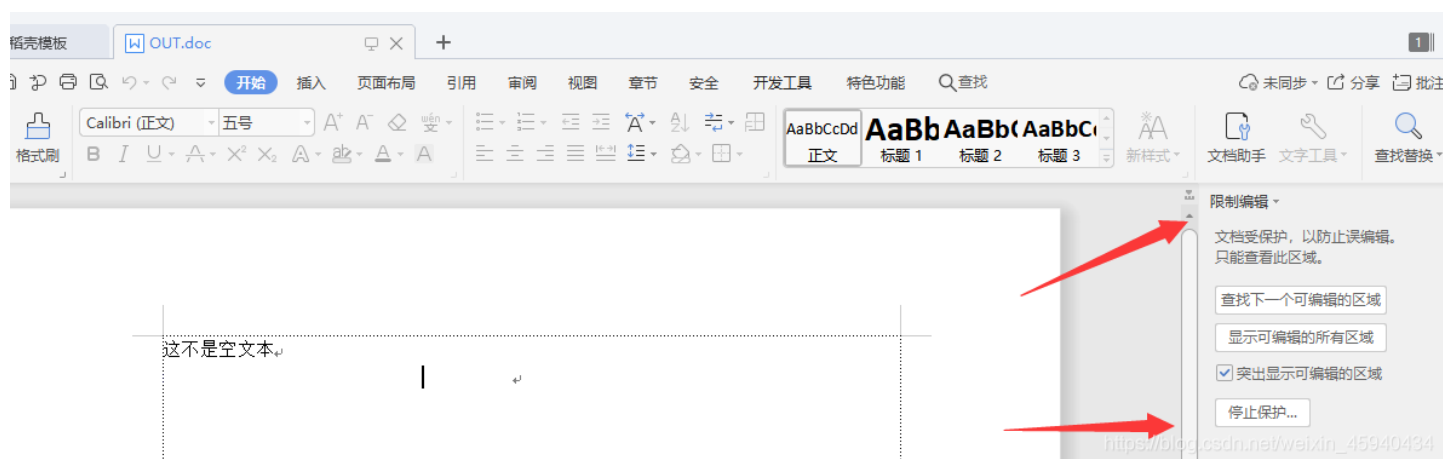 稻壳模板 OUT.doc 1
开始 插入 页面布局 引用 审阅 视图 章节 安全 开发工具 特色功能 查找 未同步 分享 批注
Calibri (正文) 五号 A+ A- wén 变 A AaBbCcDd AaBb AaBb( AaBbC( 
格式刷 B I U A X² X₂ A ab A A 正文 标题 1 标题 2 标题 3 新样式 文档助手 文字工具 查找替换
限制编辑
文档受保护，以防止误编辑。
只能查看此区域。
查找下一个可编辑的区域
显示可编辑的所有区域
突出显示可编辑的区域
停止保护...
这不是空文本
https://blog.csdn.net/weixin_45940434